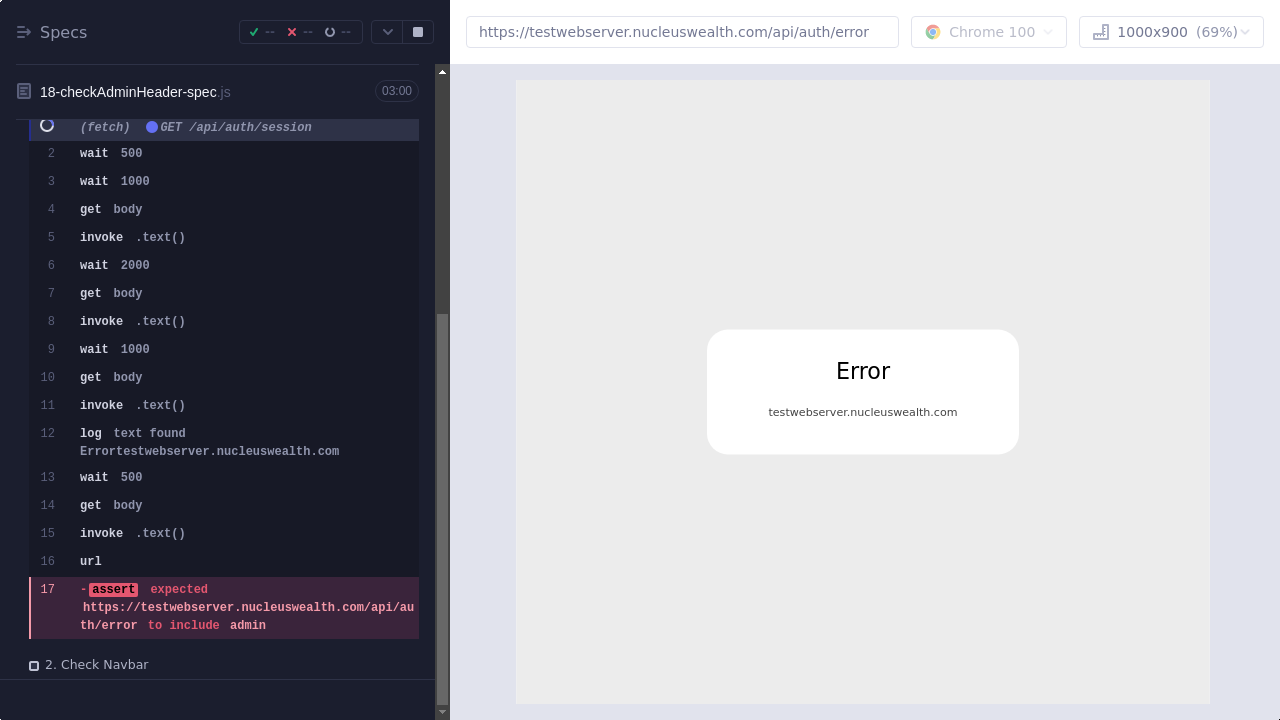 Specs
-- -- --
https://testwebserver.nucleuswealth.com/api/auth/error
Chrome 100
1000x900 (69%)
18-checkAdminHeader-spec.js
03:00
(fetch) GET /api/auth/session
2 wait 500
3 wait 1000
4 get body
5 invoke .text()
6 wait 2000
7 get body
8 invoke .text()
9 wait 1000
10 get body
11 invoke .text()
12 log text found
Errortestwebserver.nucleuswealth.com
13 wait 500
14 get body
15 invoke .text()
16 url
17 -assert expected
https://testwebserver.nucleuswealth.com/api/au
th/error to include admin
2. Check Navbar
Error
testwebserver.nucleuswealth.com